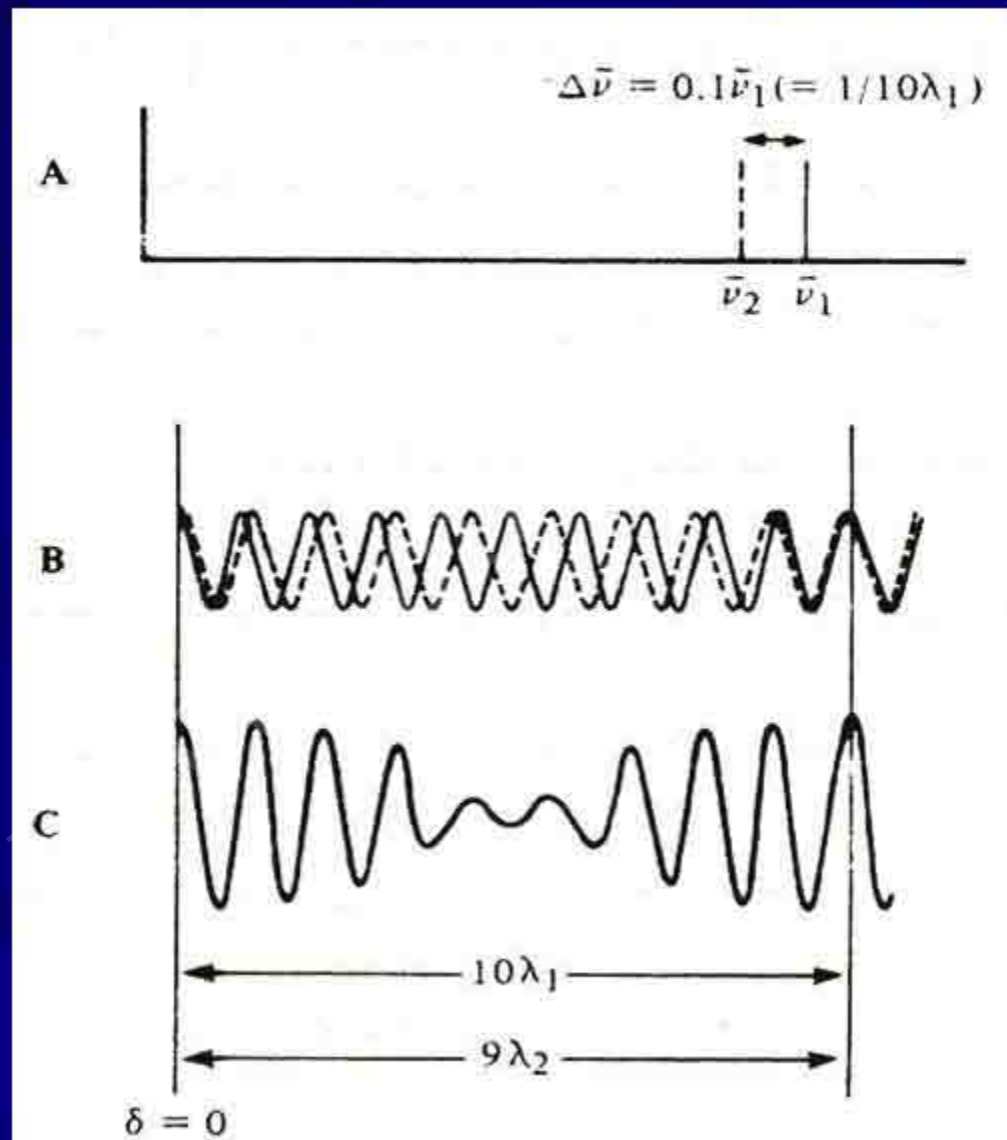 -Δν̄ = 0.1ν̄₁(= 1/10λ₁)
A
ν̄₂ ν̄₁
B
C
10λ₁
9λ₂
δ = 0